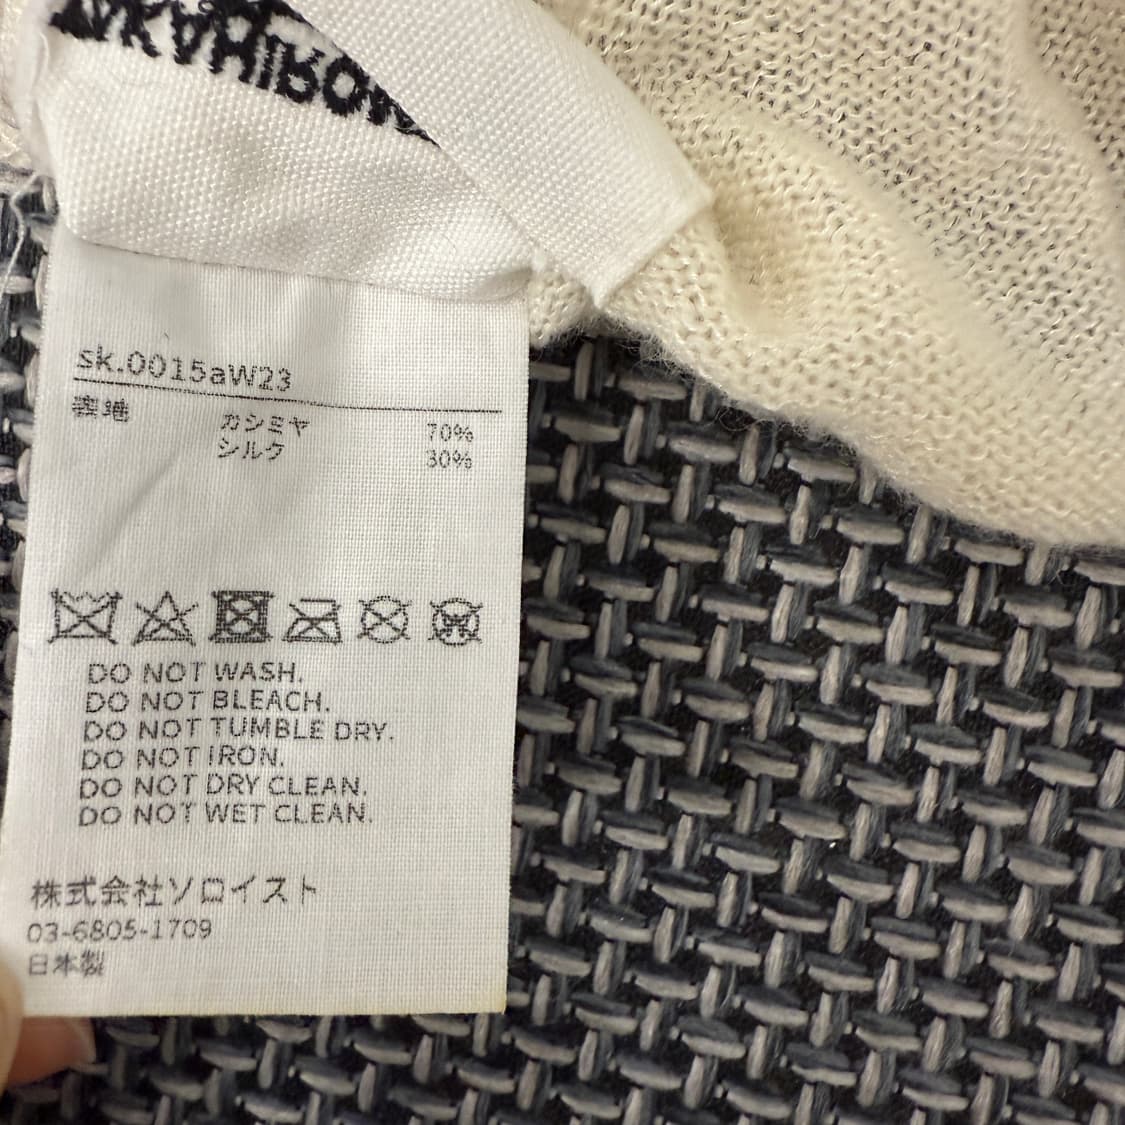 sk.0015aW23
表地 カシミヤ 70%
シルク 30%
DO NOT WASH.
DO NOT BLEACH.
DO NOT TUMBLE DRY.
DO NOT IRON.
DO NOT DRY CLEAN.
DO NOT WET CLEAN.
株式会社ソロイスト
03-6805-1709
日本製